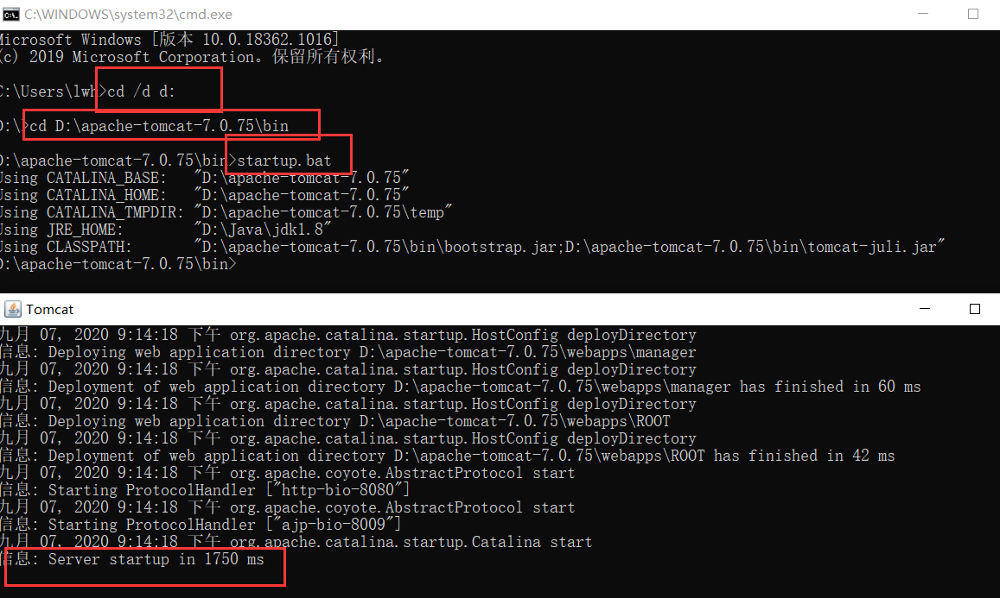 C:\WINDOWS\system32\cmd.exe
Microsoft Windows [版本 10.0.18362.1016]
(c) 2019 Microsoft Corporation。保留所有权利。
C:\Users\lwh>cd /d d:
D:\>cd D:\apache-tomcat-7.0.75\bin
D:\apache-tomcat-7.0.75\bin>startup.bat
Using CATALINA_BASE:   "D:\apache-tomcat-7.0.75"
Using CATALINA_HOME:   "D:\apache-tomcat-7.0.75"
Using CATALINA_TMPDIR: "D:\apache-tomcat-7.0.75\temp"
Using JRE_HOME:        "D:\Java\jdk1.8"
Using CLASSPATH:       "D:\apache-tomcat-7.0.75\bin\bootstrap.jar;D:\apache-tomcat-7.0.75\bin\tomcat-juli.jar"
D:\apache-tomcat-7.0.75\bin>
Tomcat
九月 07, 2020 9:14:18 下午 org.apache.catalina.startup.HostConfig deployDirectory
信息: Deploying web application directory D:\apache-tomcat-7.0.75\webapps\manager
九月 07, 2020 9:14:18 下午 org.apache.catalina.startup.HostConfig deployDirectory
信息: Deployment of web application directory D:\apache-tomcat-7.0.75\webapps\manager has finished in 60 ms
九月 07, 2020 9:14:18 下午 org.apache.catalina.startup.HostConfig deployDirectory
信息: Deploying web application directory D:\apache-tomcat-7.0.75\webapps\ROOT
九月 07, 2020 9:14:18 下午 org.apache.catalina.startup.HostConfig deployDirectory
信息: Deployment of web application directory D:\apache-tomcat-7.0.75\webapps\ROOT has finished in 42 ms
九月 07, 2020 9:14:18 下午 org.apache.coyote.AbstractProtocol start
信息: Starting ProtocolHandler ["http-bio-8080"]
九月 07, 2020 9:14:18 下午 org.apache.coyote.AbstractProtocol start
信息: Starting ProtocolHandler ["ajp-bio-8009"]
九月 07, 2020 9:14:18 下午 org.apache.catalina.startup.Catalina start
信息: Server startup in 1750 ms